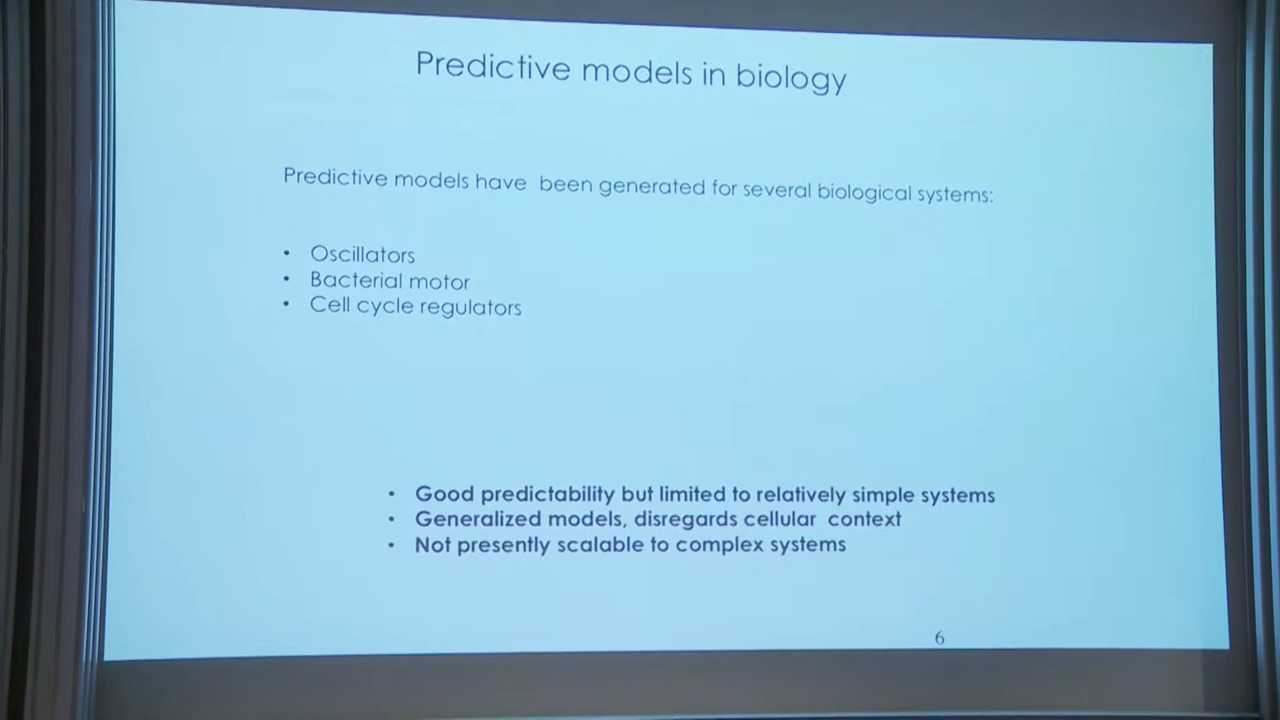 Predictive models in biology
Predictive models have been generated for several biological systems:
• Oscillators
• Bacterial motor
• Cell cycle regulators
• Good predictability but limited to relatively simple systems
• Generalized models, disregards cellular context
• Not presently scalable to complex systems
6